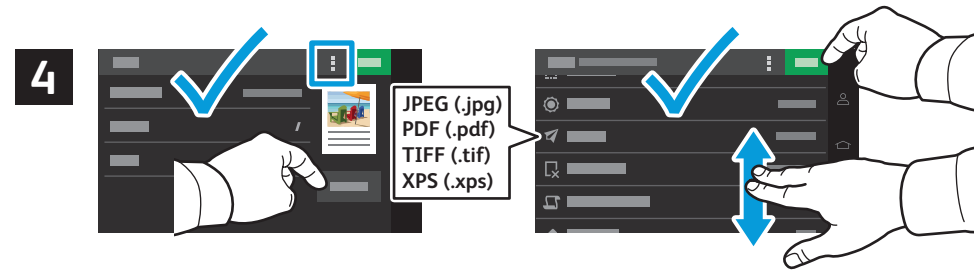 4
JPEG (.jpg)
PDF (.pdf)
TIFF (.tif)
XPS (.xps)